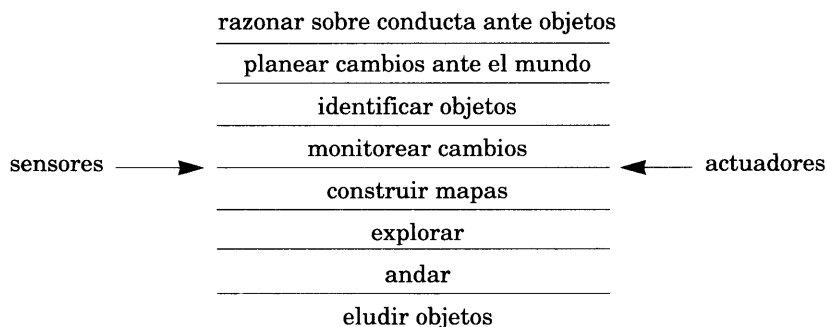 razonar sobre conducta ante objetos
planear cambios ante el mundo
identificar objetos
monitorear cambios
sensores
actuadores
construir mapas
explorar
andar
eludir objetos